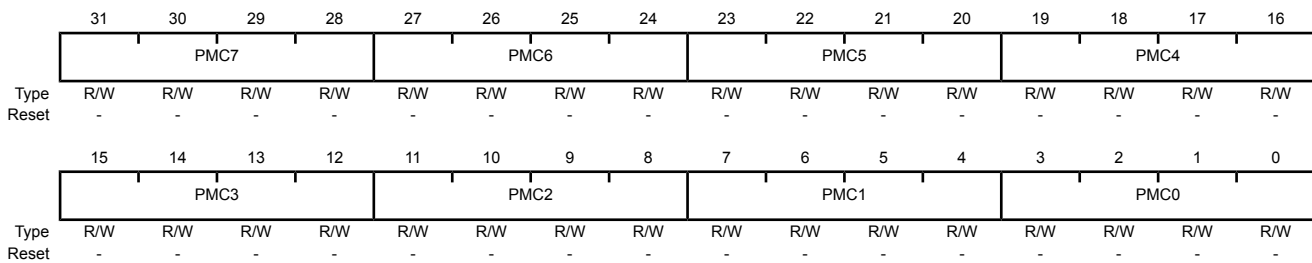 31 30 29 28 27 26 25 24 23 22 21 20 19 18 17 16
PMC7 PMC6 PMC5 PMC4
Type R/W R/W R/W R/W R/W R/W R/W R/W R/W R/W R/W R/W R/W R/W R/W R/W
Reset - - - - - - - - - - - - - - - -
15 14 13 12 11 10 9 8 7 6 5 4 3 2 1 0
PMC3 PMC2 PMC1 PMC0
Type R/W R/W R/W R/W R/W R/W R/W R/W R/W R/W R/W R/W R/W R/W R/W R/W
Reset - - - - - - - - - - - - - - - -